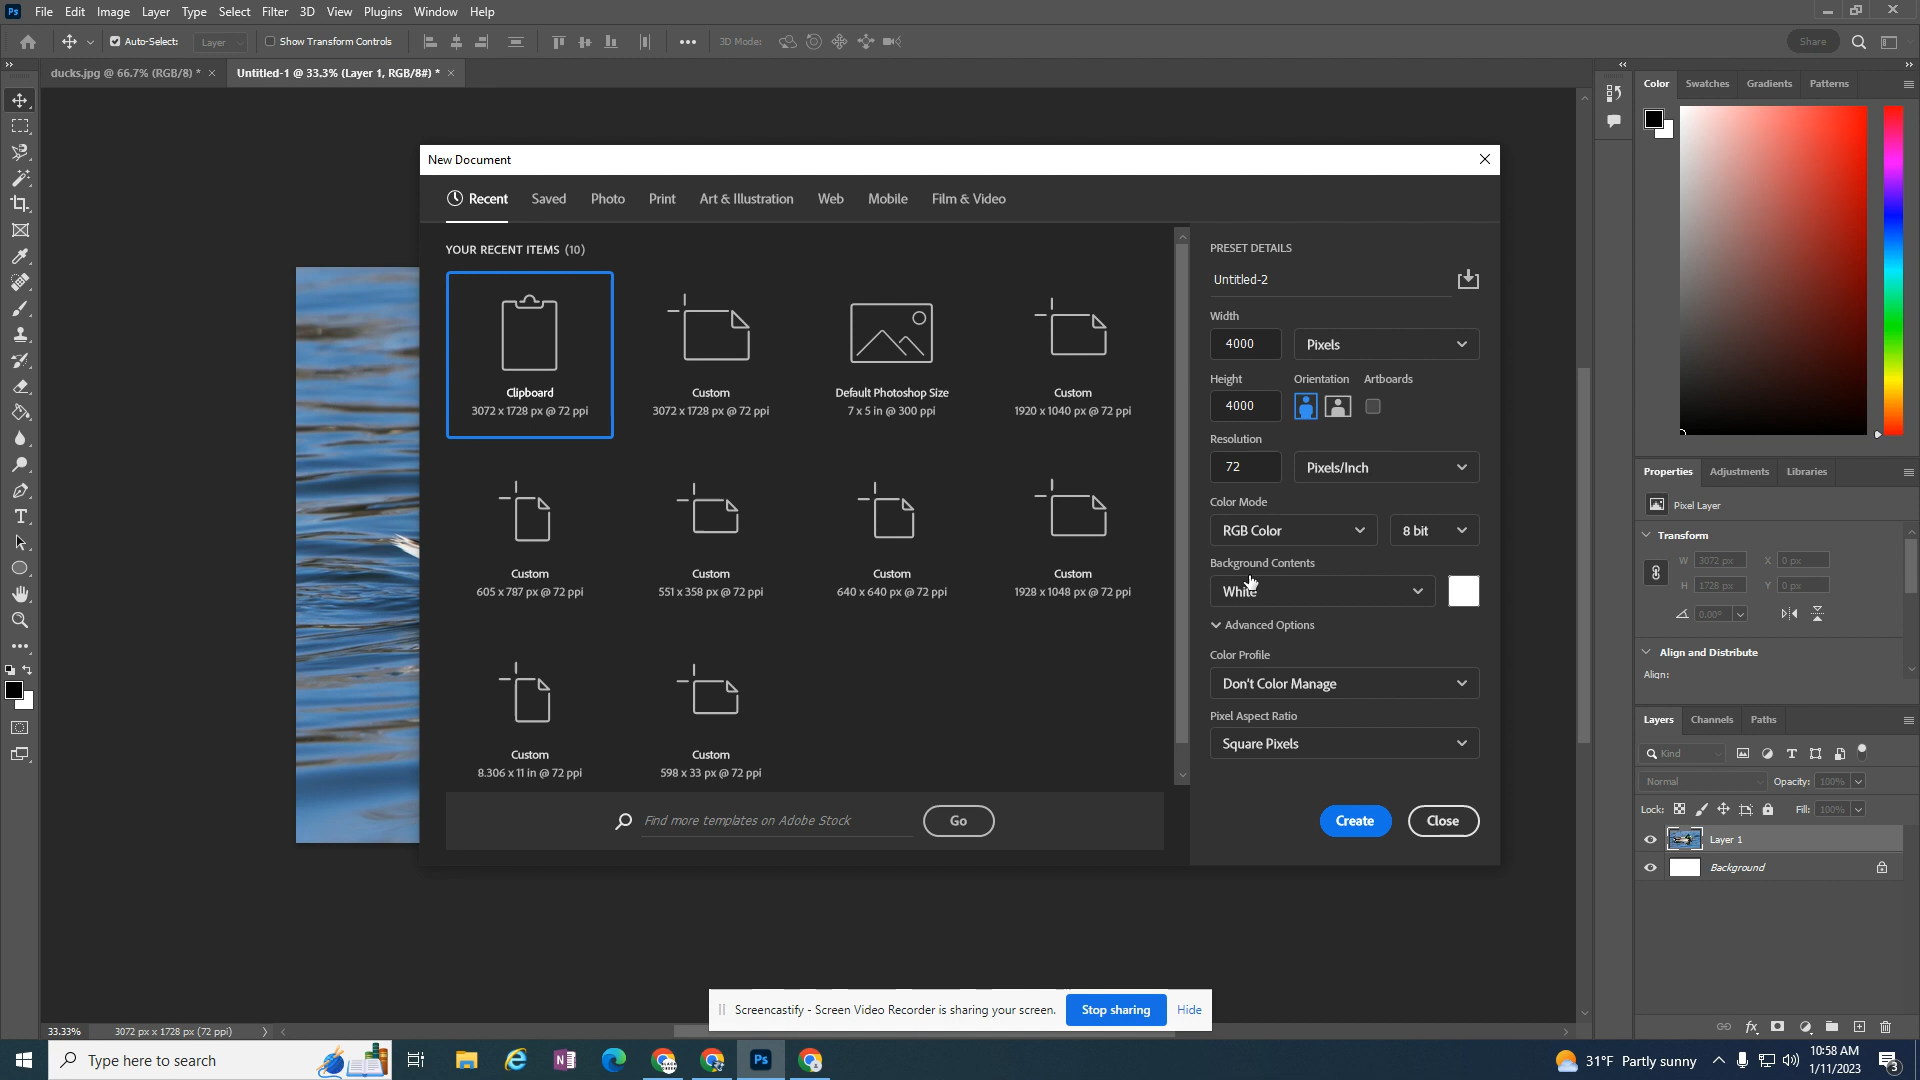 Ps File Edit Image Layer Type Select Filter 3D View Plugins Window Help
Auto-Select: Layer Show Transform Controls 3D Mode: Share
ducks.jpg @ 66.7% (RGB/8) * Untitled-1 @ 33.3% (Layer 1, RGB/8#) *
New Document
Recent Saved Photo Print Art & Illustration Web Mobile Film & Video
YOUR RECENT ITEMS (10)
Clipboard
3072 x 1728 px @ 72 ppi
Custom
3072 x 1728 px @ 72 ppi
Default Photoshop Size
7 x 5 in @ 300 ppi
Custom
1920 x 1040 px @ 72 ppi
Custom
605 x 787 px @ 72 ppi
Custom
551 x 358 px @ 72 ppi
Custom
640 x 640 px @ 72 ppi
Custom
1928 x 1048 px @ 72 ppi
Custom
8.306 x 11 in @ 72 ppi
Custom
598 x 33 px @ 72 ppi
Find more templates on Adobe Stock Go
PRESET DETAILS
Untitled-2
Width
4000 Pixels
Height Orientation Artboards
4000
Resolution
72 Pixels/Inch
Color Mode
RGB Color 8 bit
Background Contents
White
Advanced Options
Color Profile
Don't Color Manage
Pixel Aspect Ratio
Square Pixels
Create Close
Color Swatches Gradients Patterns
Properties Adjustments Libraries
Pixel Layer
Transform
W 3072 px X 0 px
H 1728 px Y 0 px
0.00°
Align and Distribute
Align:
Layers Channels Paths
Kind
Normal Opacity: 100%
Lock: Fill: 100%
Layer 1
Background
33.33% 3072 px x 1728 px (72 ppi)
Screencastify - Screen Video Recorder is sharing your screen. Stop sharing Hide
Type here to search
Ps
31°F Partly sunny
10:58 AM
1/11/2023
3